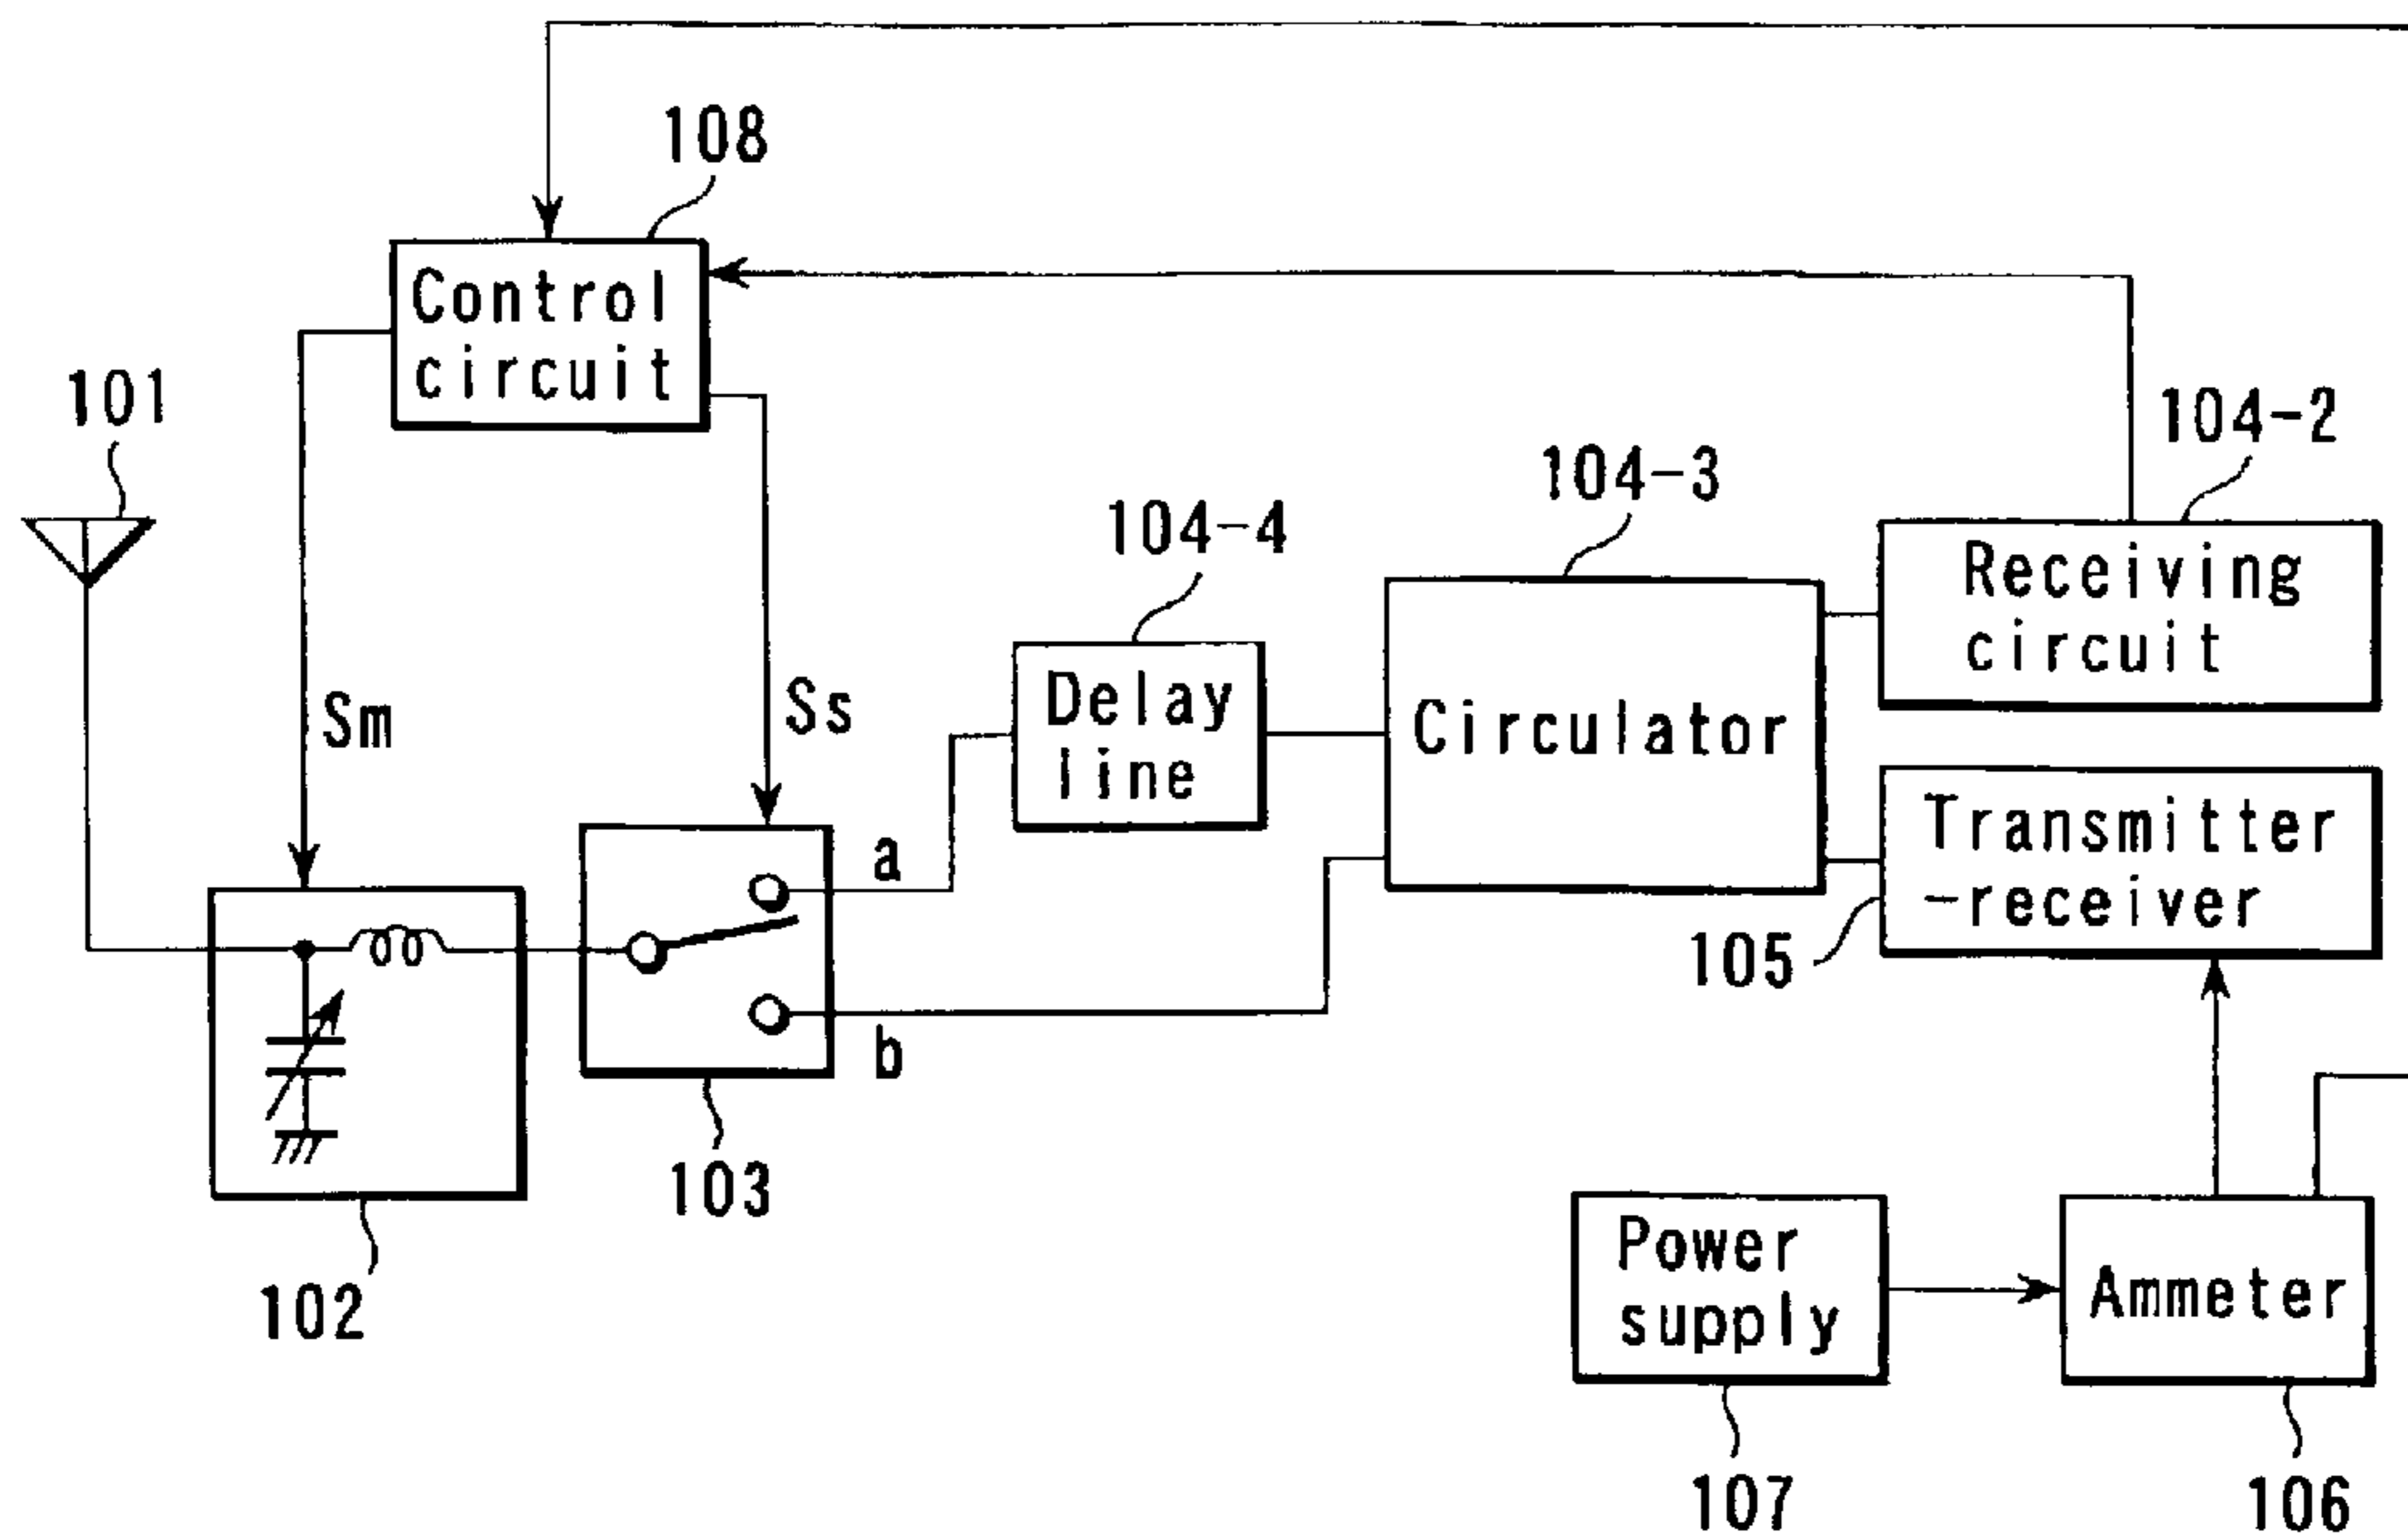 108
Control
circuit
101
104-2
104-3
104-4
Receiving
circuit
Sm
Ss
Delay
line
Circulator
Transmitter
-receiver
a
105
b
103
102
Power
supply
Ammeter
107
106